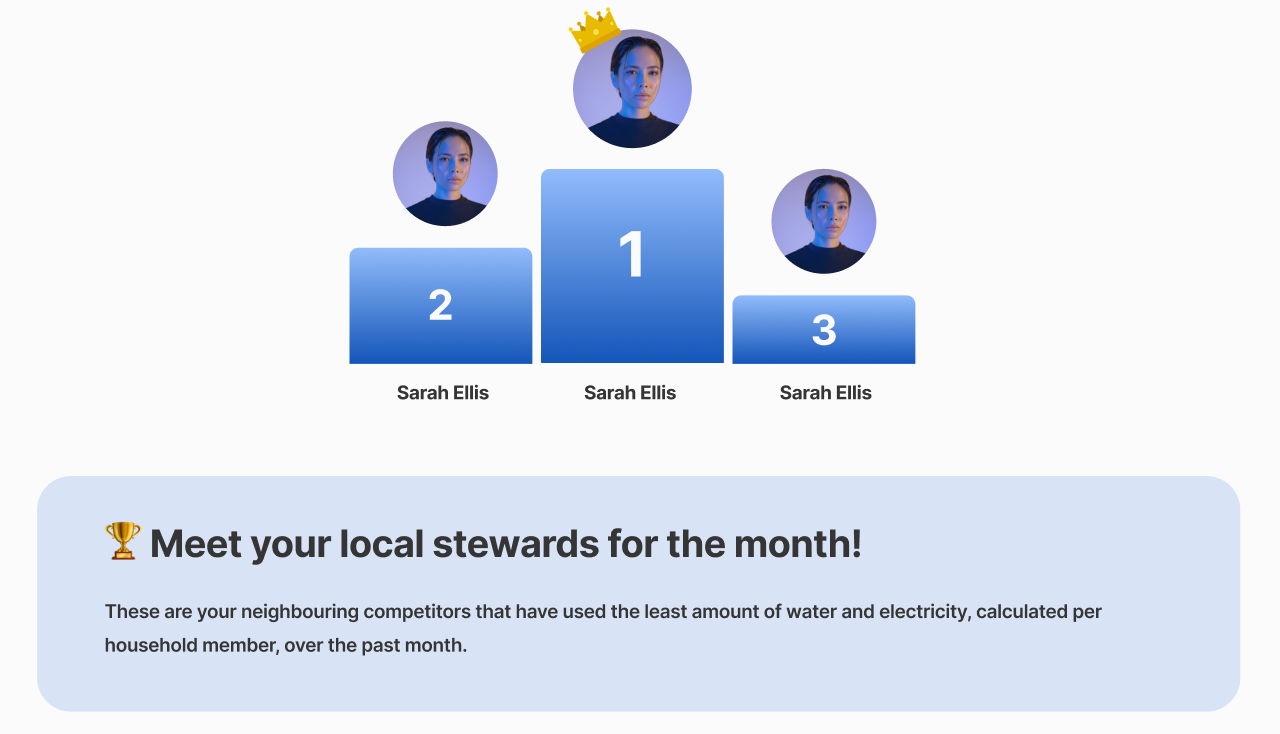 1
2
3
Sarah Ellis Sarah Ellis Sarah Ellis
🏆 Meet your local stewards for the month!
These are your neighbouring competitors that have used the least amount of water and electricity, calculated per
household member, over the past month.